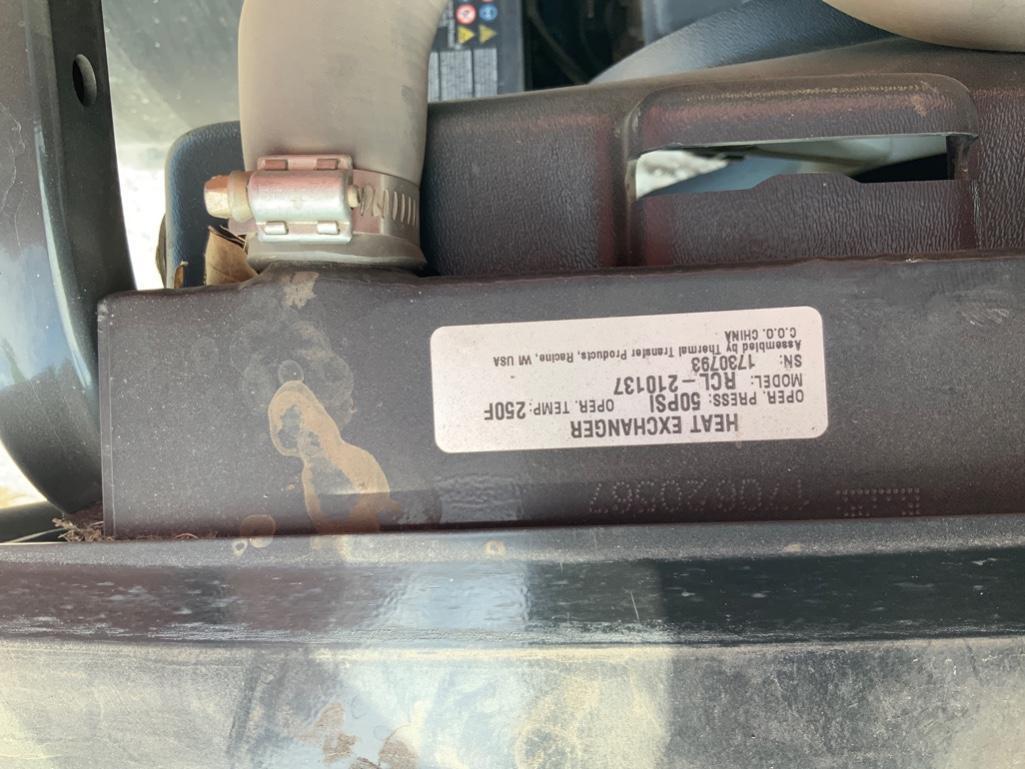 HEAT EXCHANGER
OPER. PRESS: 50PSI OPER. TEMP: 250F
MODEL: RCL-210137
SN: 1730793
Assembled by Thermal Transfer Products, Racine, WI USA
C.O.O. CHINA